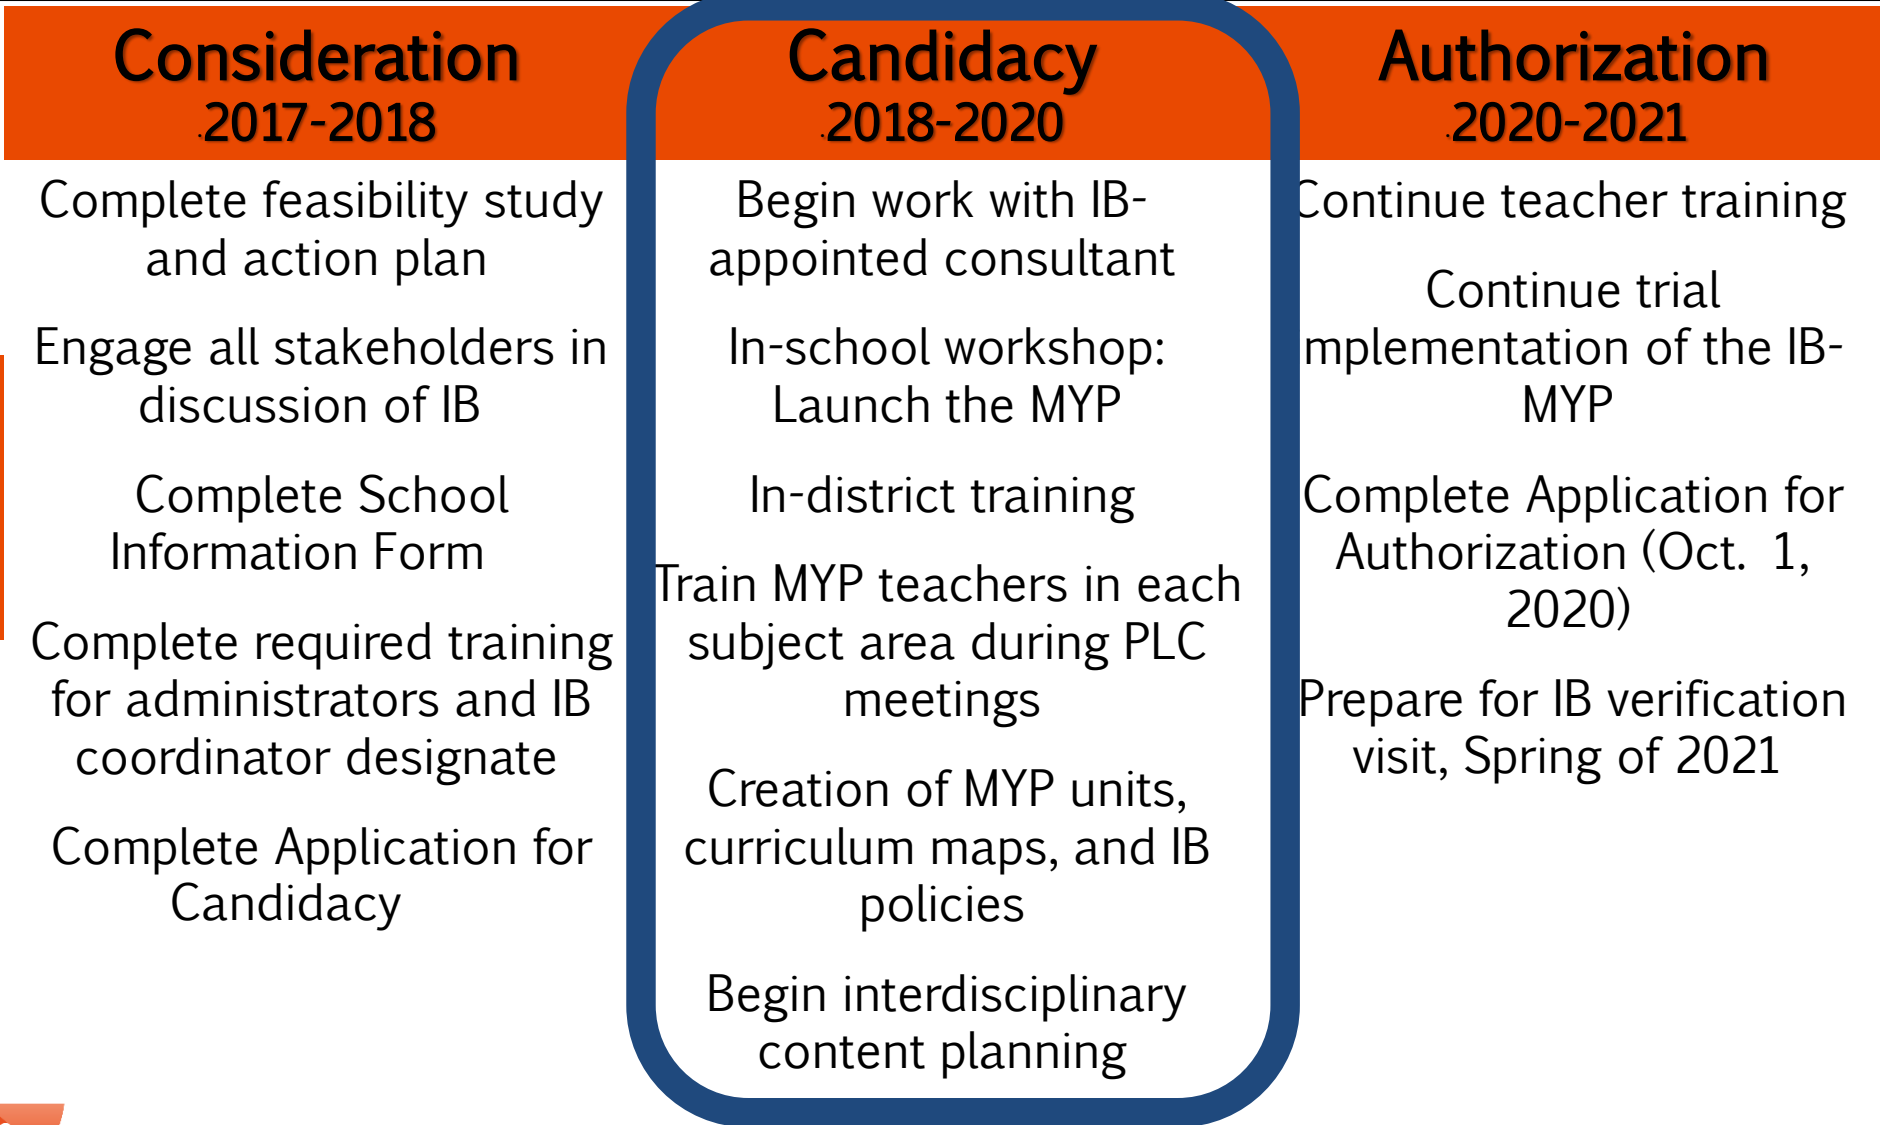 Consideration
.2017-2018
Complete feasibility study
and action plan
Engage all stakeholders in
discussion of IB
Complete School
Information Form
Complete required training
for administrators and IB
coordinator designate
Complete Application for
Candidacy
Candidacy
.2018-2020
Begin work with IB-
appointed consultant
In-school workshop:
Launch the MYP
In-district training
Train MYP teachers in each
subject area during PLC
meetings
Creation of MYP units,
curriculum maps, and IB
policies
Begin interdisciplinary
content planning
Authorization
.2020-2021
Continue teacher training
Continue trial
mplementation of the IB-
MYP
Complete Application for
Authorization (Oct. 1,
2020)
Prepare for IB verification
visit, Spring of 2021